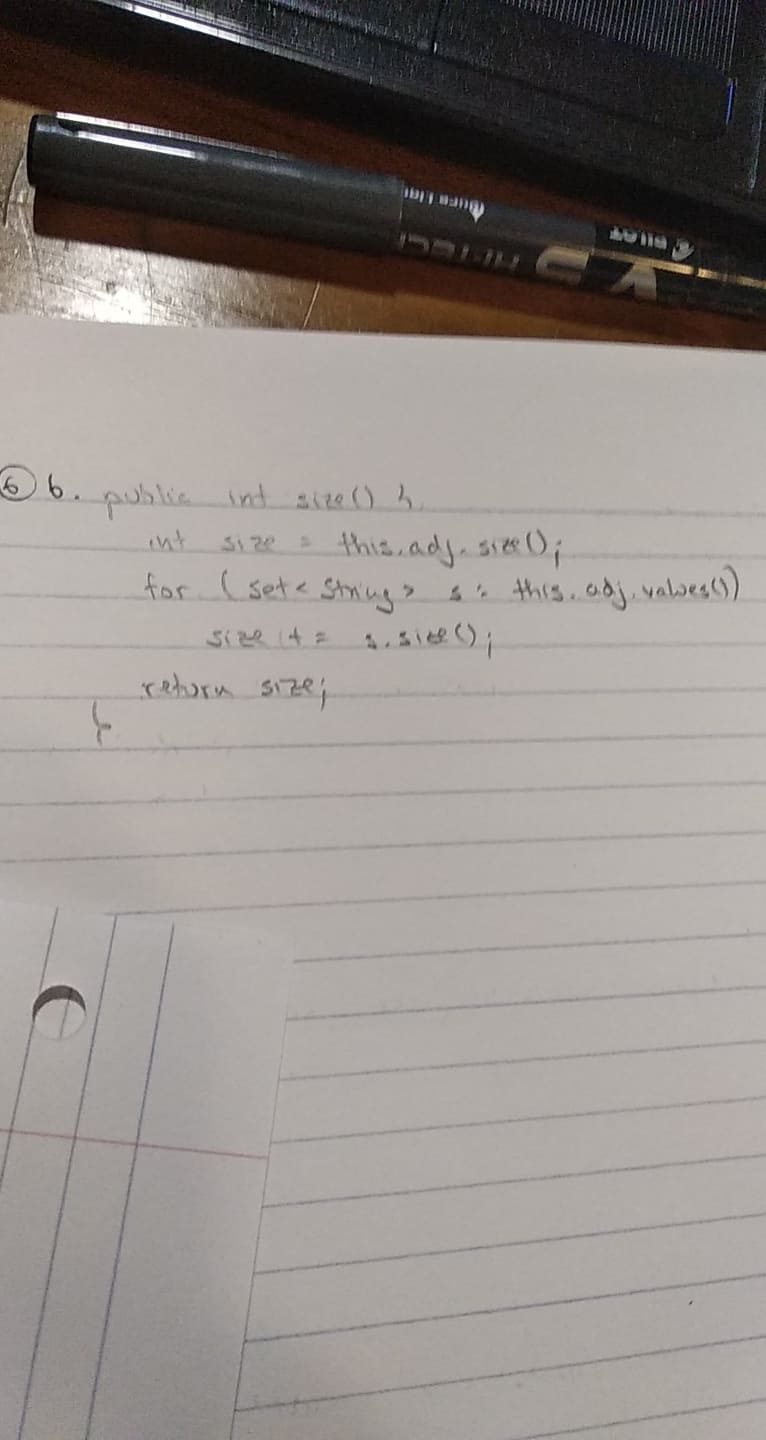 PILOT
V5 HI-TECP
⑥ 6. public int size() {
int size = this.adj.size();
for (set<String> s : this.adj.values())
size += s.size();
return size;
}